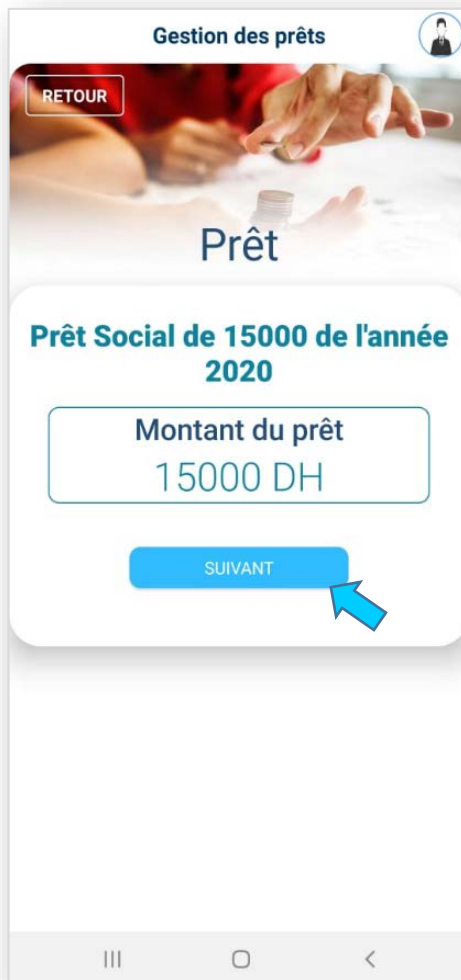 Gestion des prêts
RETOUR
Prêt
Prêt Social de 15000 de l'année
2020
Montant du prêt
15000 DH
SUIVANT